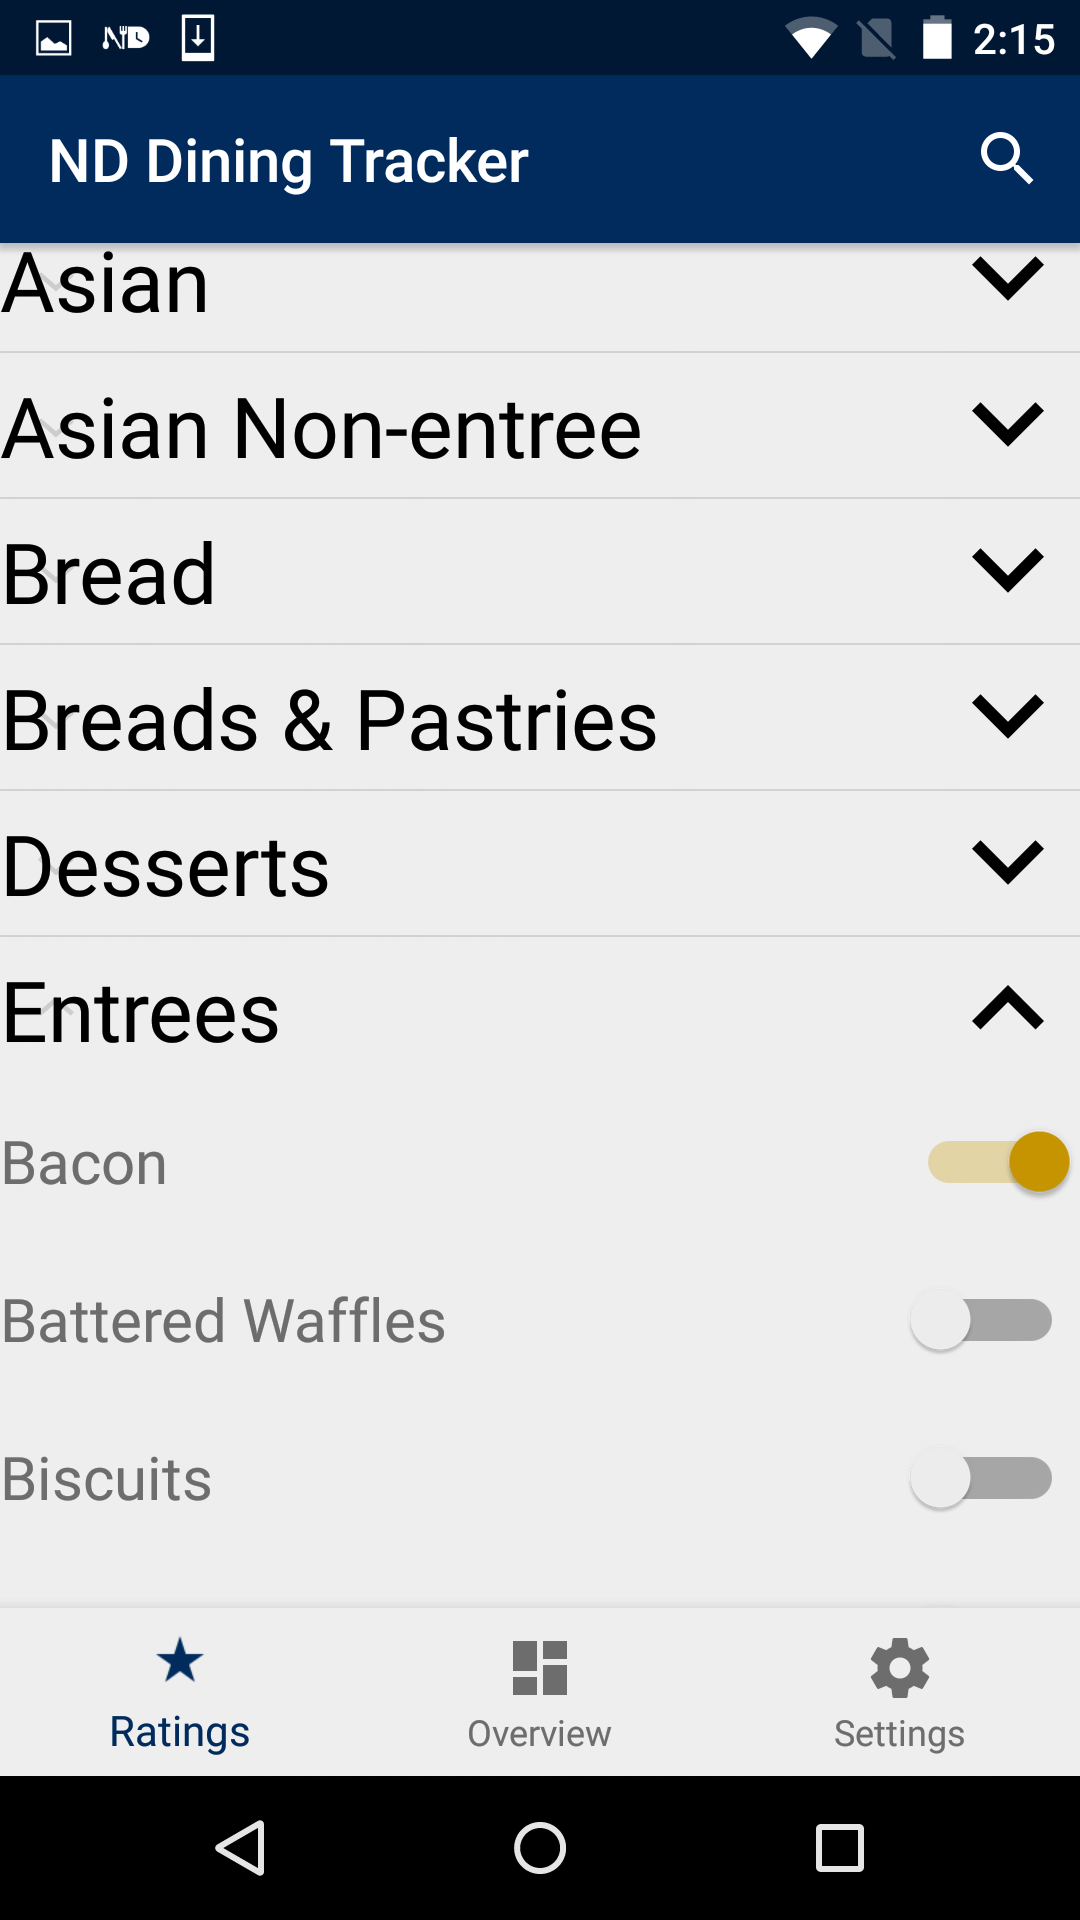 ND
2:15
ND Dining Tracker
Asian
Asian Non-entree
Bread
Breads & Pastries
Desserts
Entrees
Bacon
Battered Waffles
Biscuits
Ratings
Overview
Settings